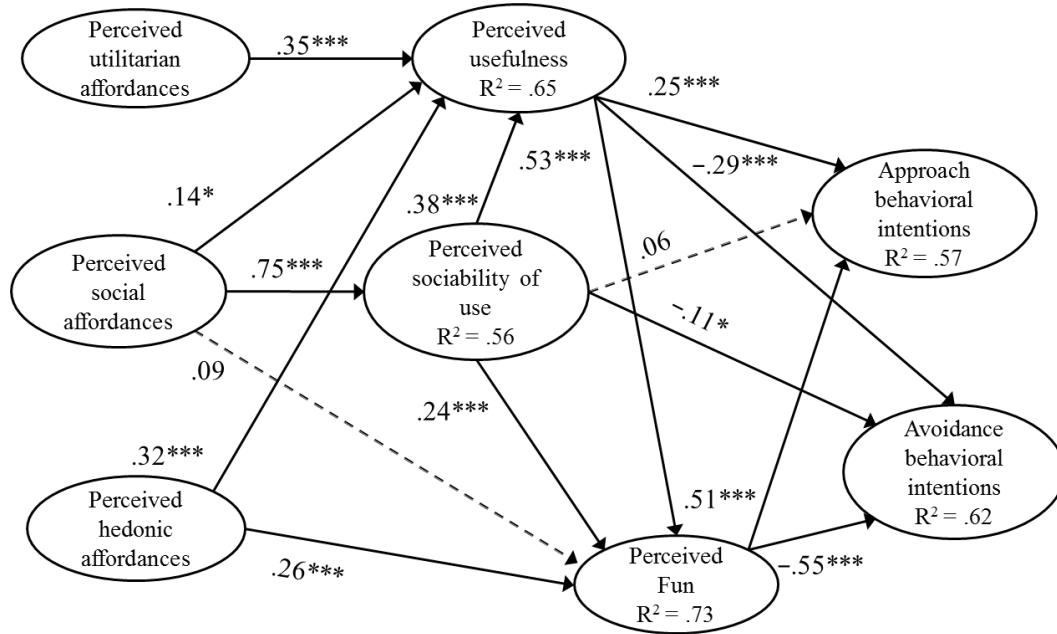 Perceived
utilitarian
affordances
.35***
Perceived
usefulness
R² = .65
.25***
−.29***
.53***
.14*
.38***
Approach
behavioral
intentions
R² = .57
Perceived
social
affordances
.75***
Perceived
sociability of
use
R² = .56
.06
−.11*
.09
.24***
.32***
Avoidance
behavioral
intentions
R² = .62
Perceived
hedonic
affordances
.26***
.51***
Perceived
Fun
R² = .73
−.55***